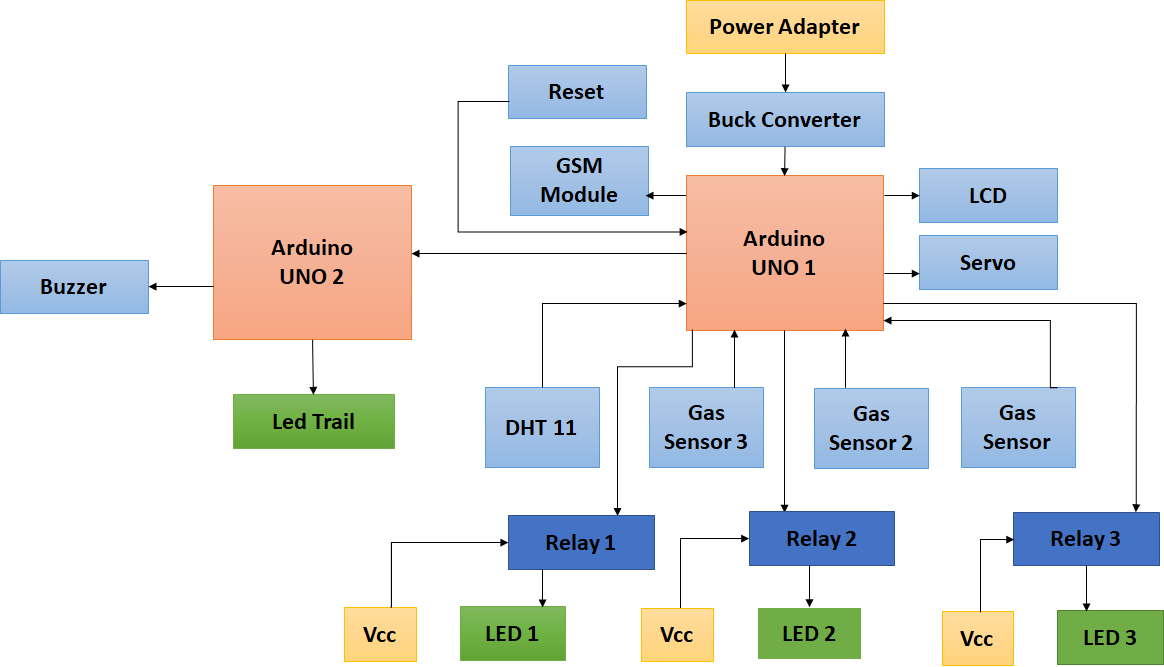 Power Adapter
Reset
Buck Converter
GSM
Module
LCD
Arduino
UNO 1
Arduino
UNO 2
Servo
Buzzer
Led Trail
DHT 11
Gas
Sensor 3
Gas
Sensor 2
Gas
Sensor
Relay 1
Relay 2
Relay 3
Vcc
LED 1
Vcc
LED 2
Vcc
LED 3